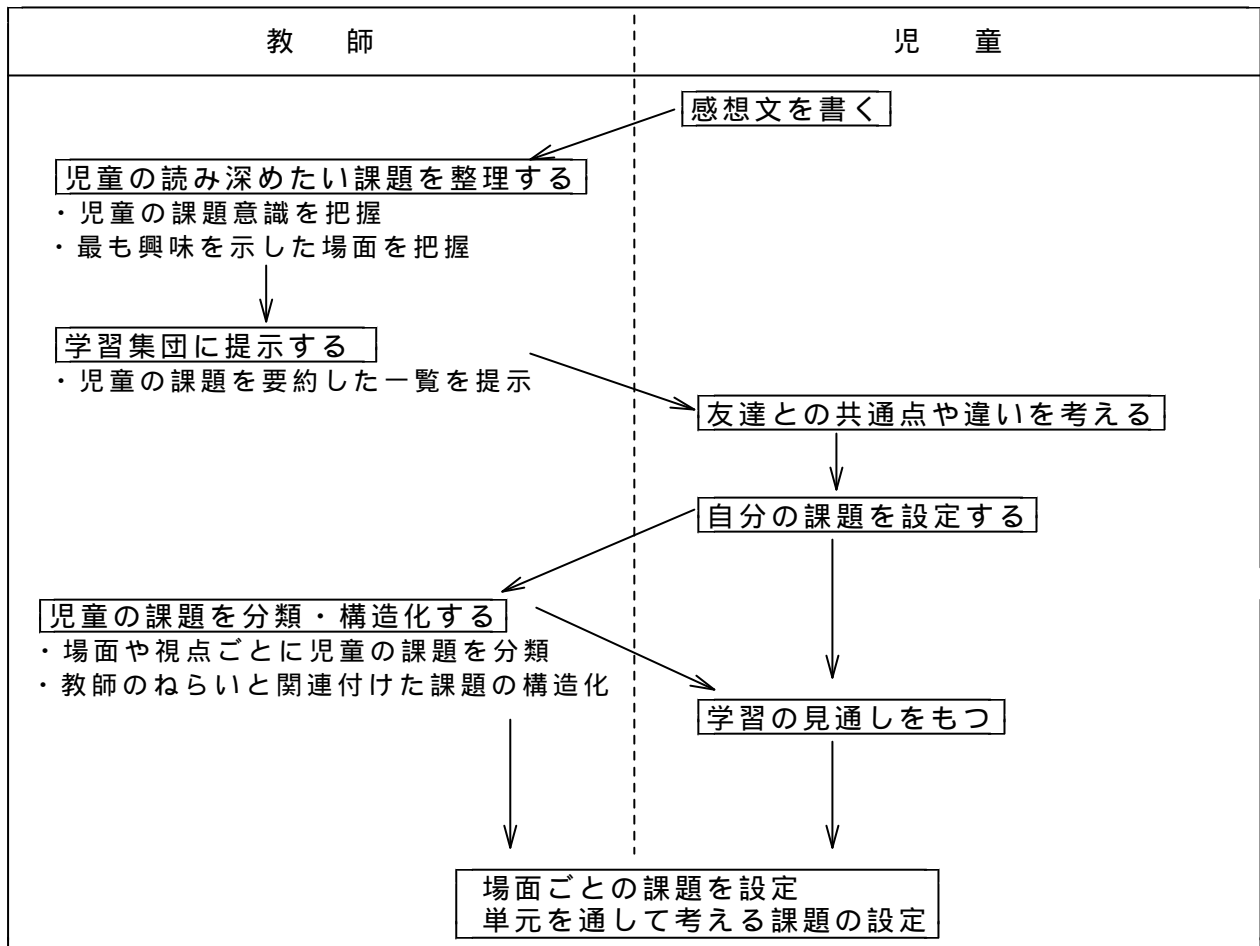 教師
児童
感想文を書く
児童の読み深めたい課題を整理する
・児童の課題意識を把握
・最も興味を示した場面を把握
学習集団に提示する
・児童の課題を要約した一覧を提示
友達との共通点や違いを考える
自分の課題を設定する
児童の課題を分類・構造化する
・場面や視点ごとに児童の課題を分類
・教師のねらいと関連付けた課題の構造化
学習の見通しをもつ
場面ごとの課題を設定
単元を通して考える課題の設定